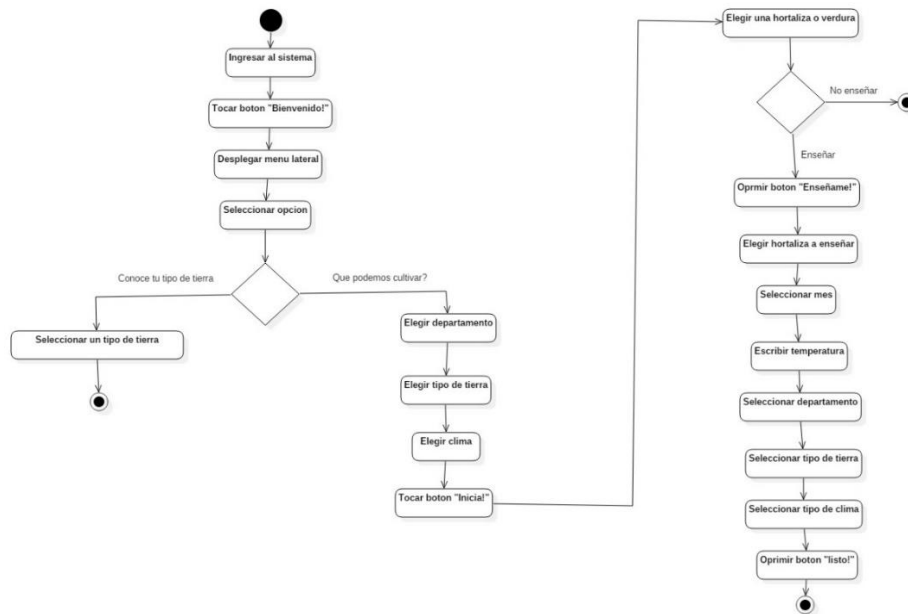 Ingresar al sistema
Tocar boton "Bienvenido!"
Desplegar menu lateral
Seleccionar opcion
Conoce tu tipo de tierra
Que podemos cultivar?
Seleccionar un tipo de tierra
Elegir departamento
Elegir tipo de tierra
Elegir clima
Tocar boton "Inicia!"
Elegir una hortaliza o verdura
No enseñar
Enseñar
Oprmir boton "Enseñame!"
Elegir hortaliza a enseñar
Seleccionar mes
Escribir temperatura
Seleccionar departamento
Seleccionar tipo de tierra
Seleccionar tipo de clima
Oprimir boton "listo!"